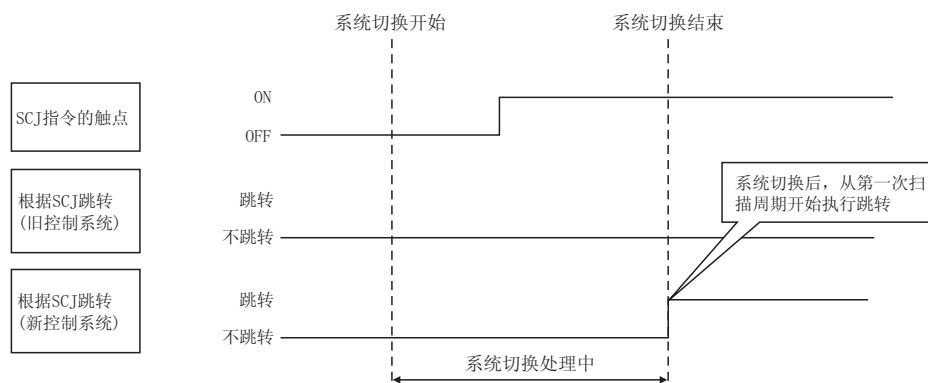 系统切换开始
系统切换结束
SCJ指令的触点
ON
OFF
根据SCJ跳转
(旧控制系统)
跳转
不跳转
系统切换后，从第一次扫
描周期开始执行跳转
根据SCJ跳转
(新控制系统)
跳转
不跳转
系统切换处理中